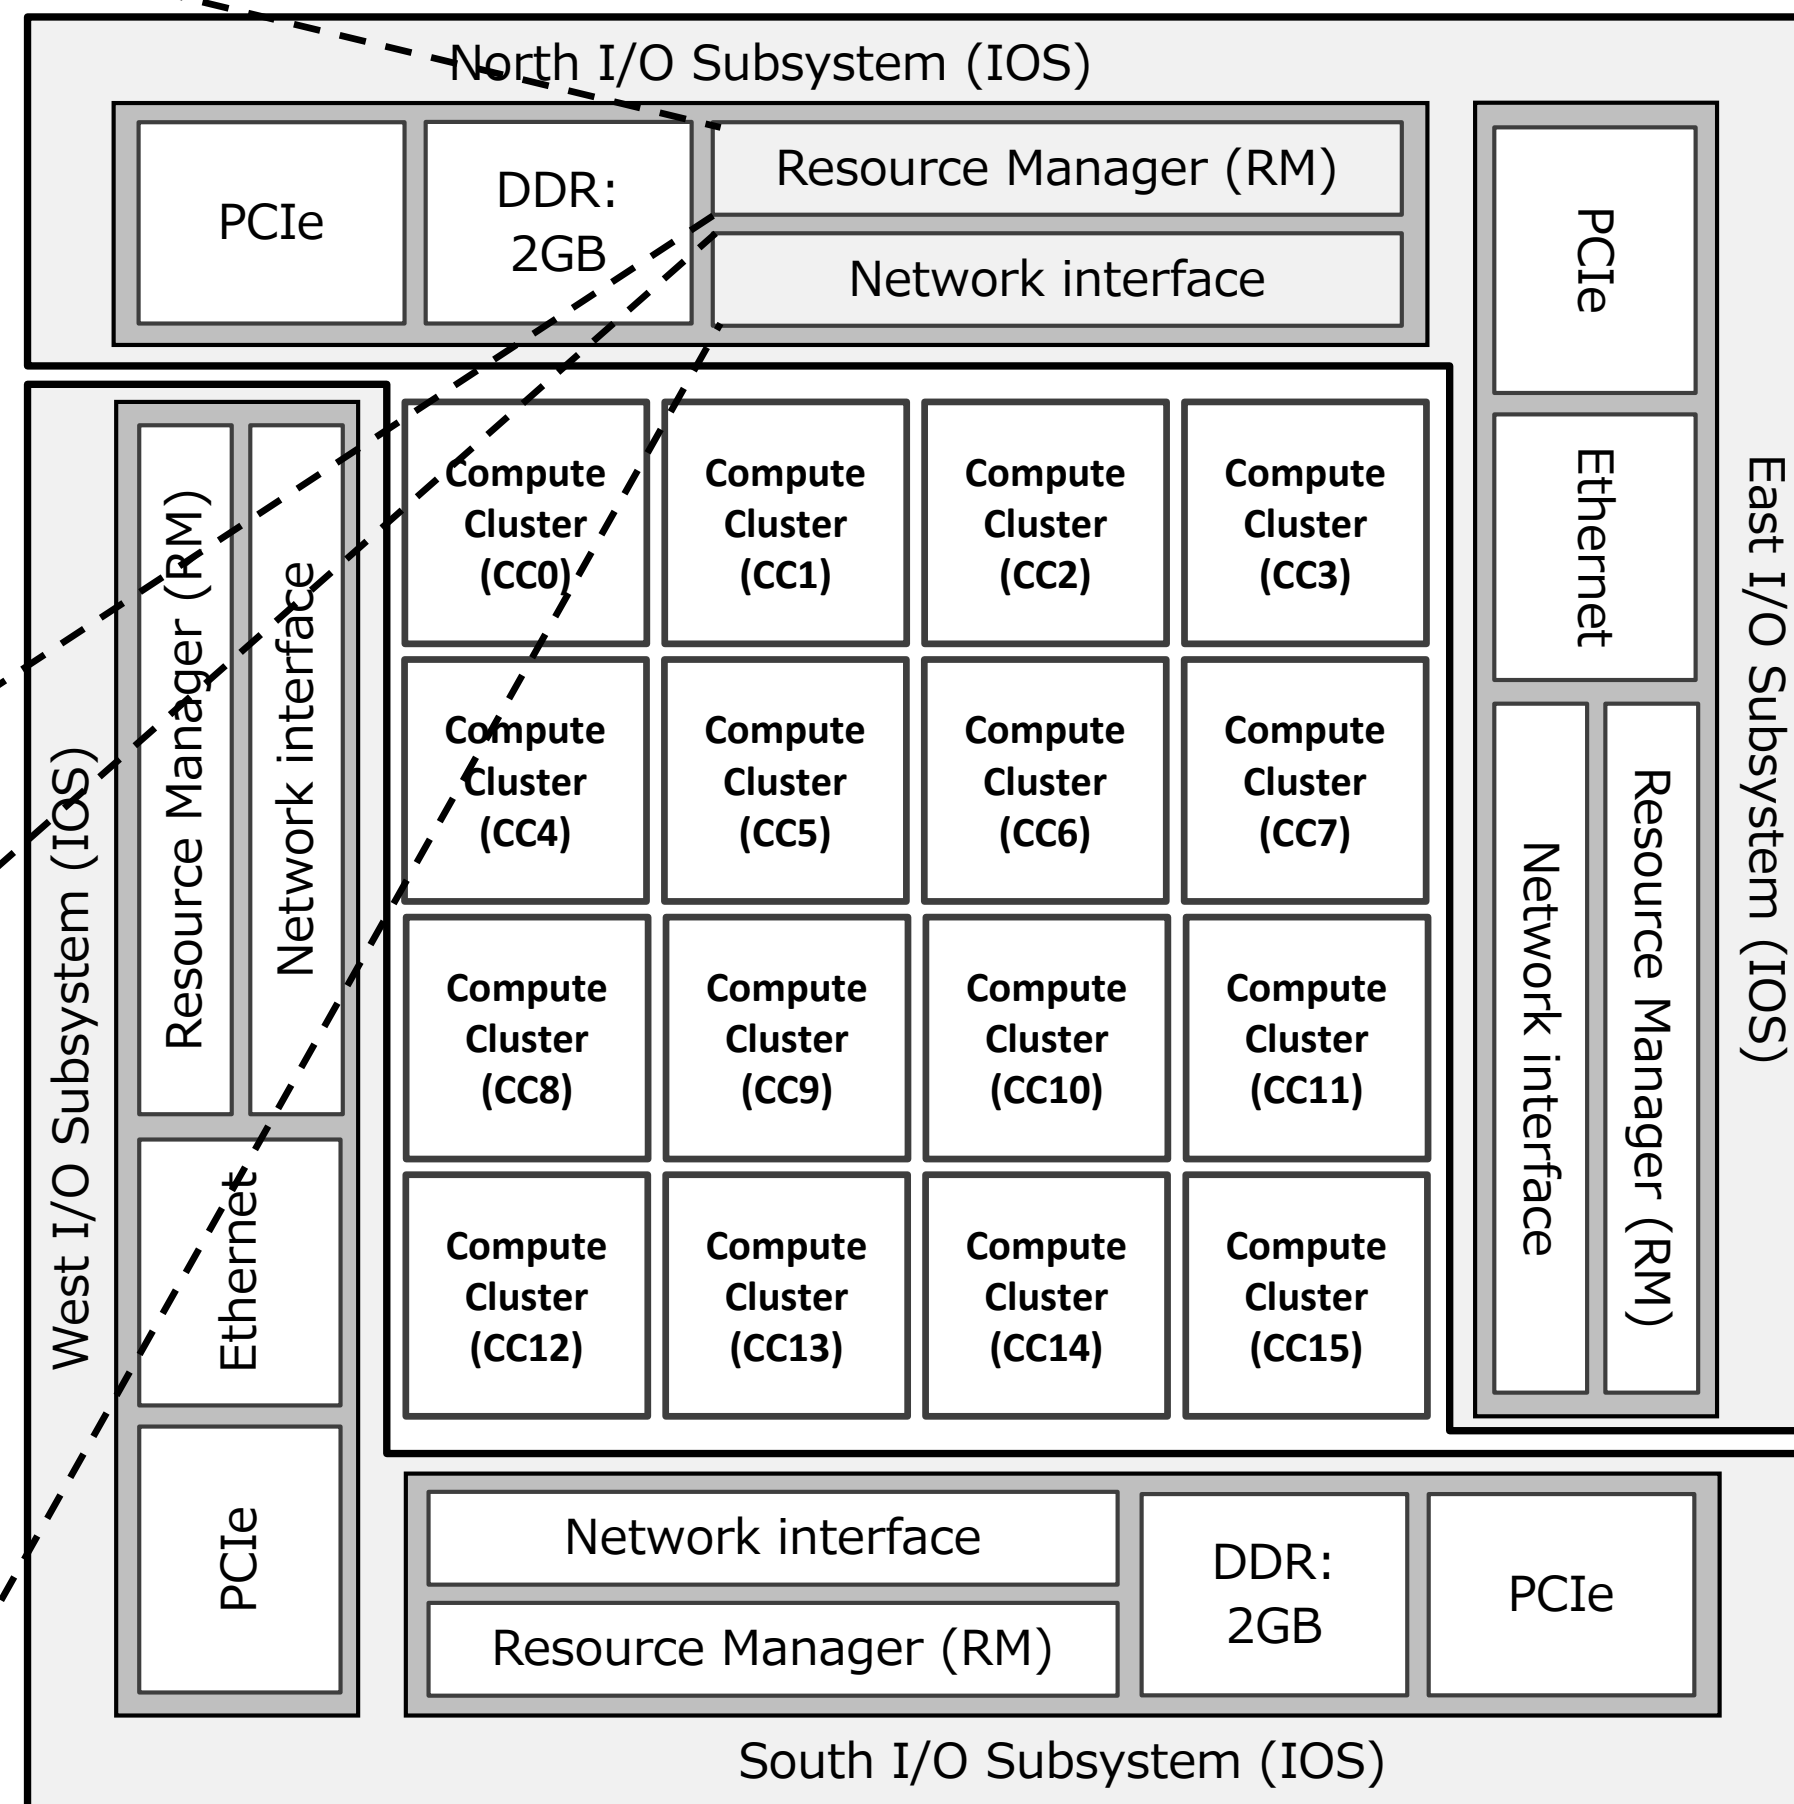 North I/O Subsystem (IOS)
PCIe
DDR:
2GB
Resource Manager (RM)
Network interface
PCIe
Ethernet
Network interface
Resource Manager (RM)
East I/O Subsystem (IOS)
West I/O Subsystem (IOS)
Resource Manager (RM)
Network interface
Ethernet
PCIe
Compute
Cluster
(CC0)
Compute
Cluster
(CC1)
Compute
Cluster
(CC2)
Compute
Cluster
(CC3)
Compute
Cluster
(CC4)
Compute
Cluster
(CC5)
Compute
Cluster
(CC6)
Compute
Cluster
(CC7)
Compute
Cluster
(CC8)
Compute
Cluster
(CC9)
Compute
Cluster
(CC10)
Compute
Cluster
(CC11)
Compute
Cluster
(CC12)
Compute
Cluster
(CC13)
Compute
Cluster
(CC14)
Compute
Cluster
(CC15)
Network interface
Resource Manager (RM)
DDR:
2GB
PCIe
South I/O Subsystem (IOS)